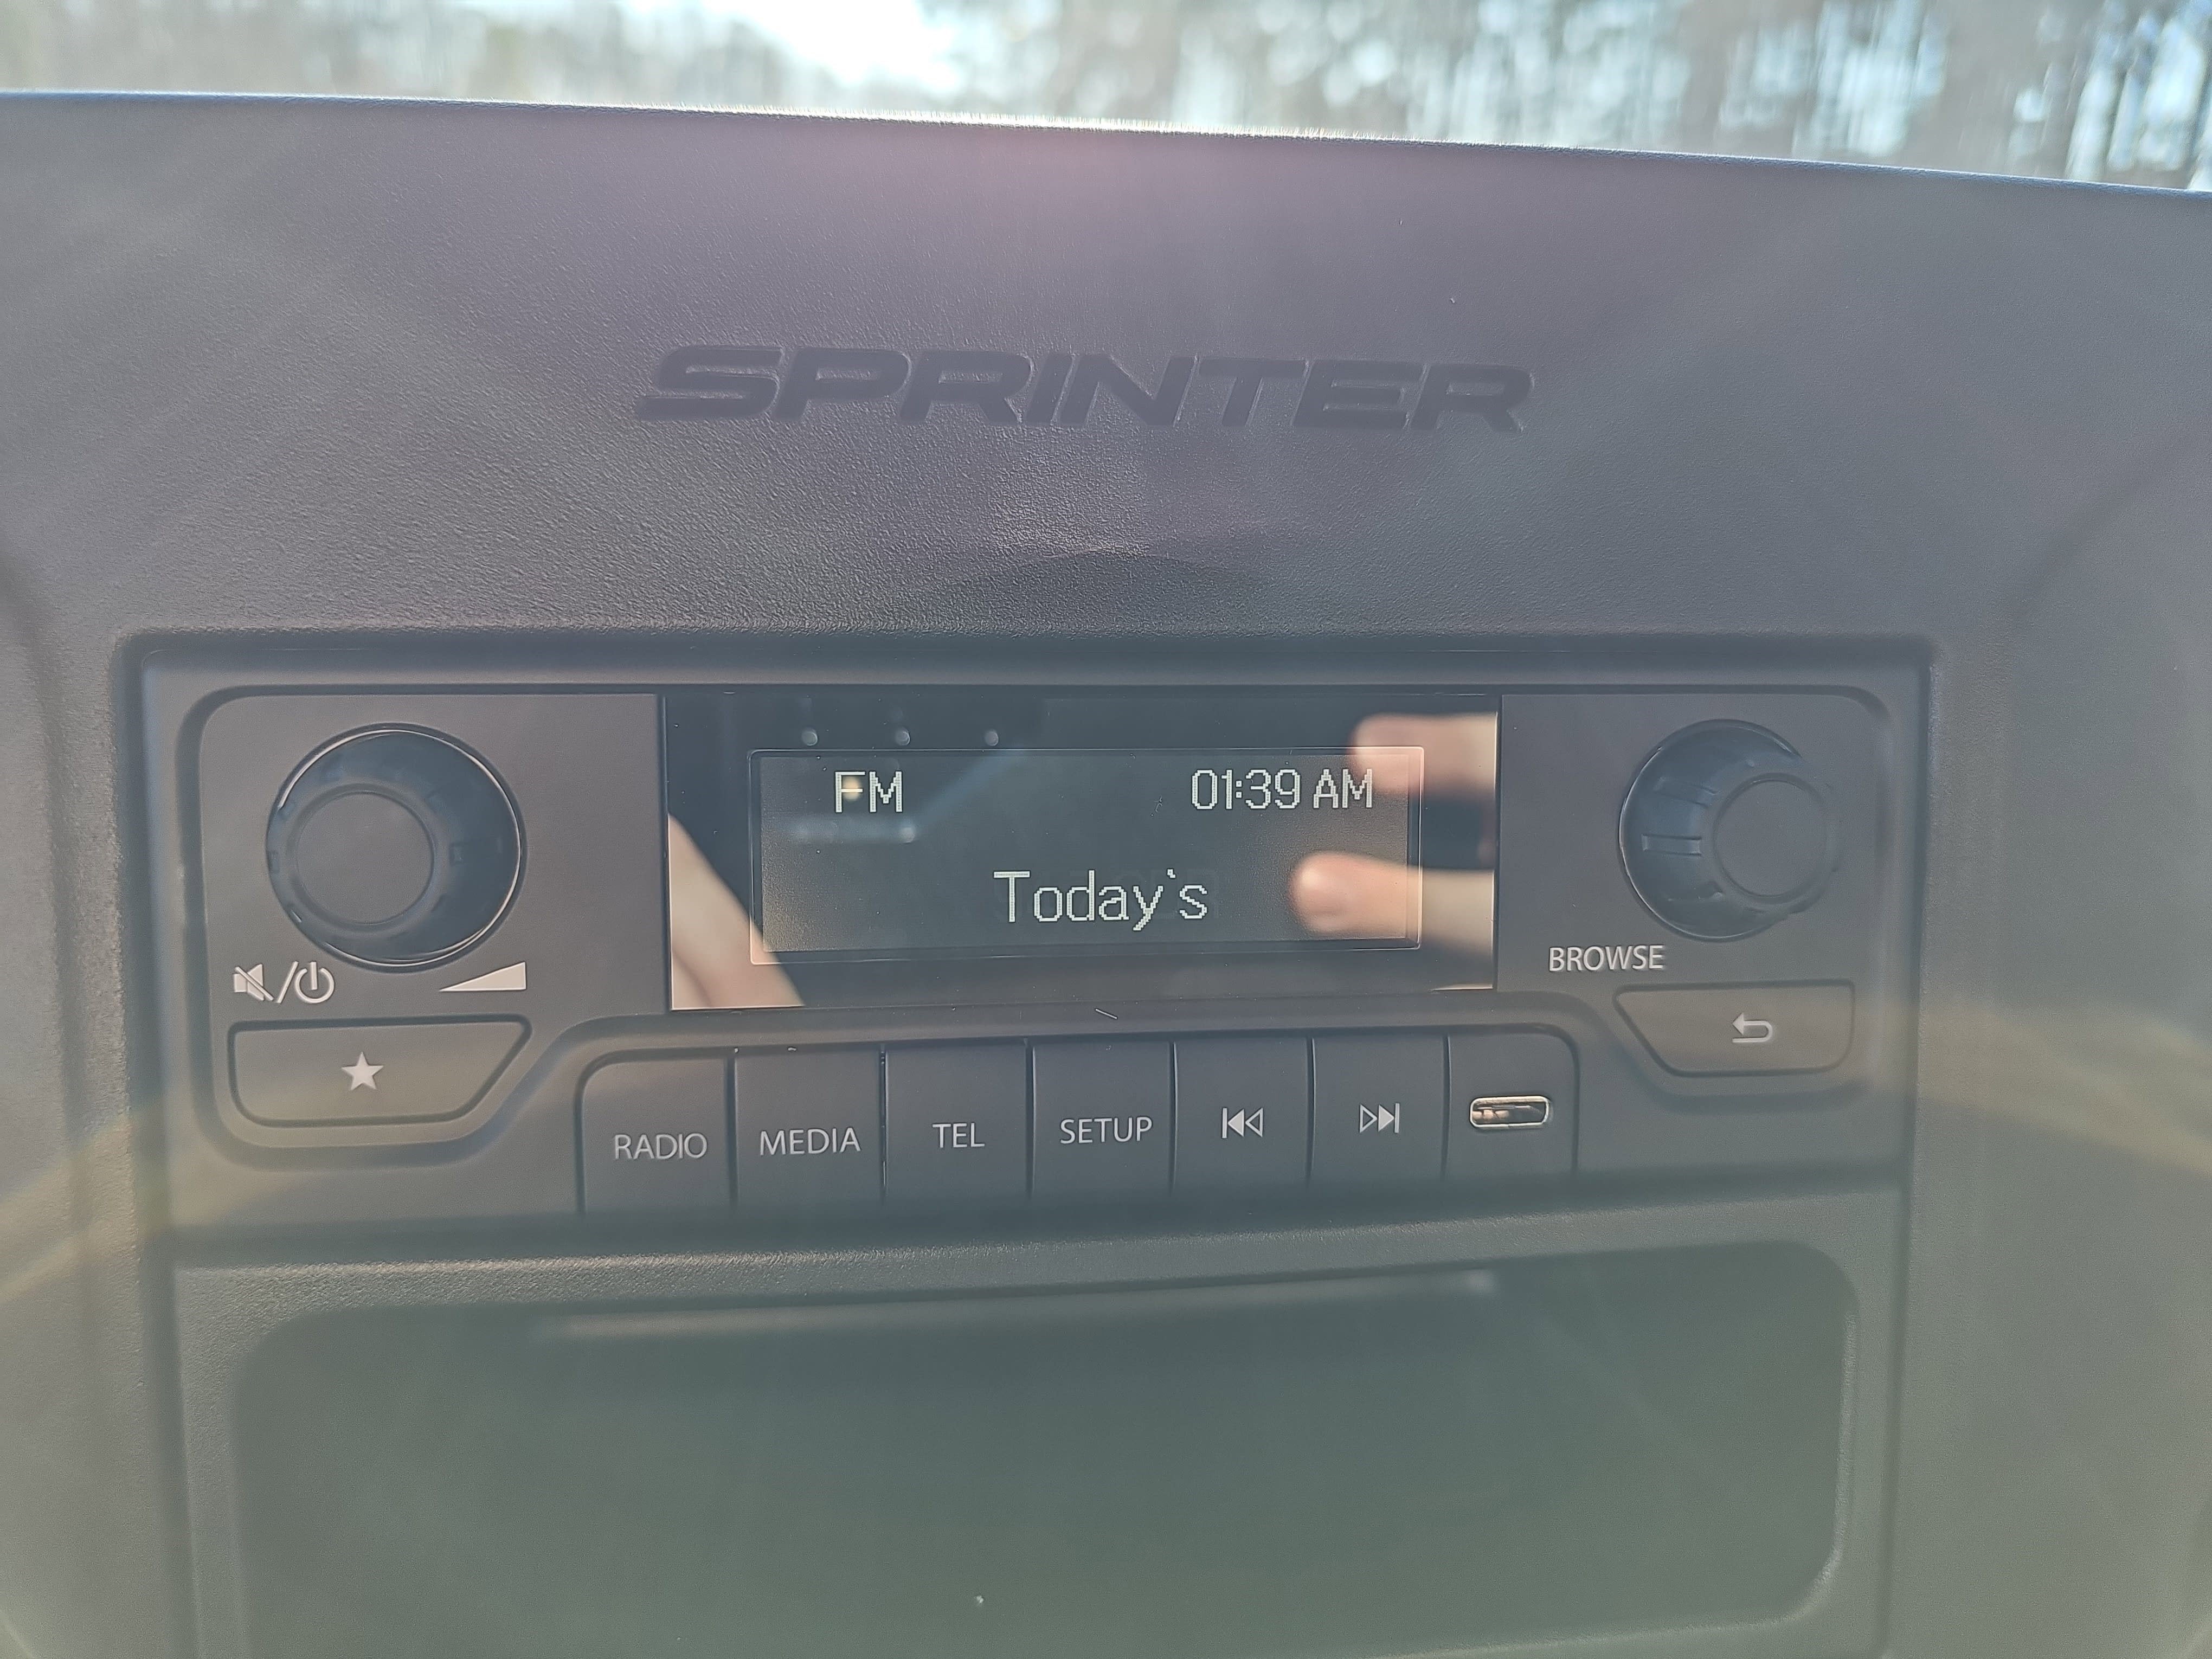 SPRINTER
FM 01:39 AM
Today's
BROWSE
RADIO MEDIA TEL SETUP